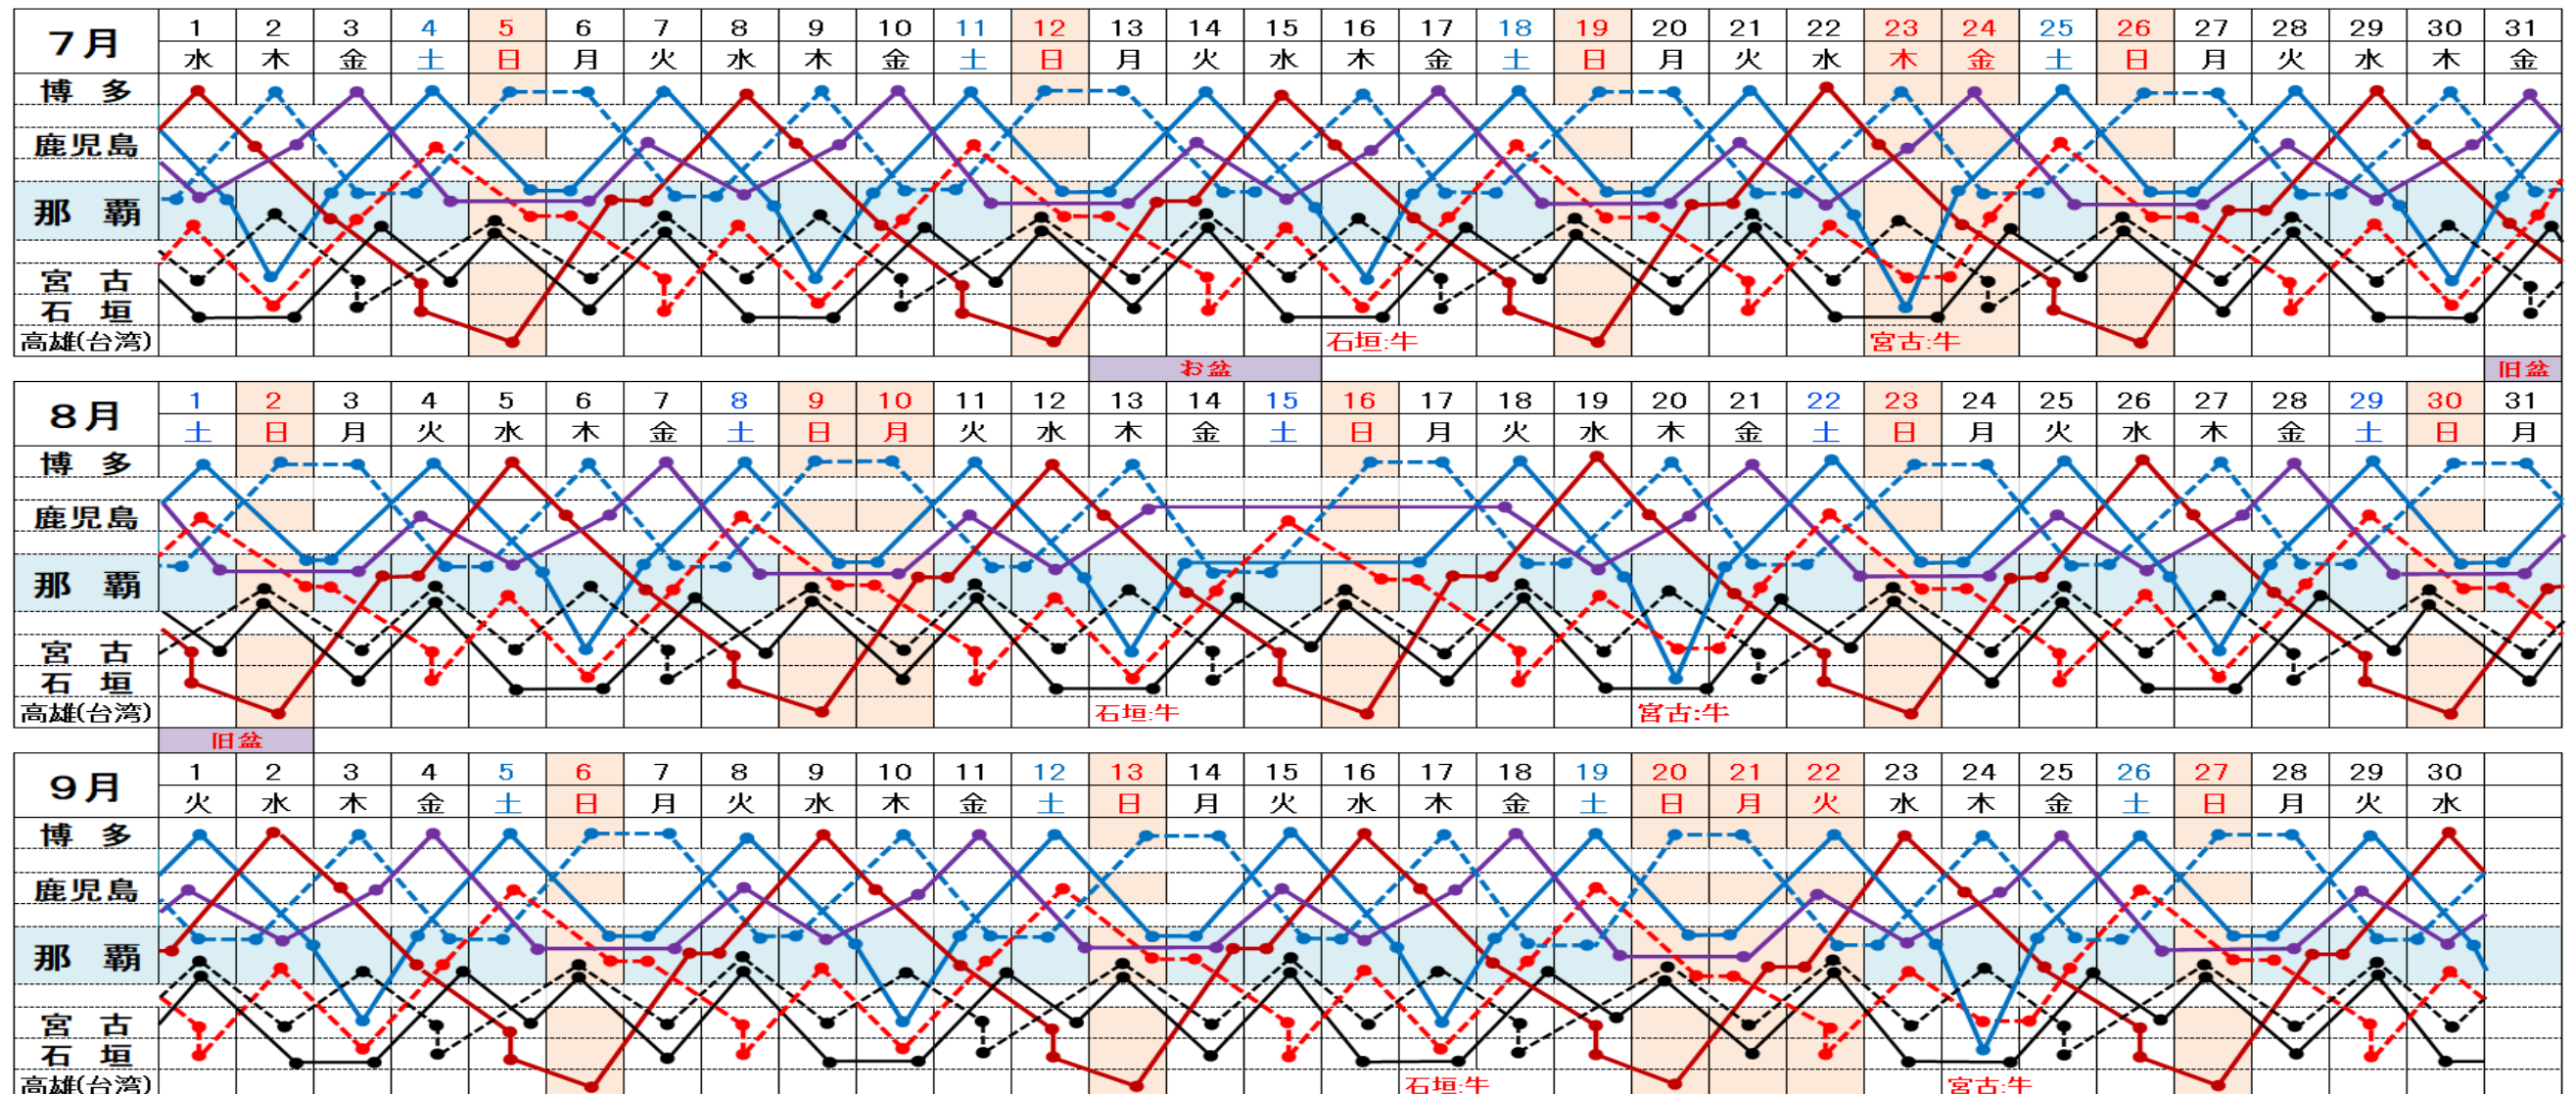 7月 1 2 3 4 5 6 7 8 9 10 11 12 13 14 15 16 17 18 19 20 21 22 23 24 25 26 27 28 29 30 31
水 木 金 土 日 月 火 水 木 金 土 日 月 火 水 木 金 土 日 月 火 水 木 金 土 日 月 火 水 木 金
博 多
鹿児島
那 覇
宮 古
石 垣
高雄(台湾) 石垣:牛 宮古:牛
お盆 旧盆
8月 1 2 3 4 5 6 7 8 9 10 11 12 13 14 15 16 17 18 19 20 21 22 23 24 25 26 27 28 29 30 31
土 日 月 火 水 木 金 土 日 月 火 水 木 金 土 日 月 火 水 木 金 土 日 月 火 水 木 金 土 日 月
博 多
鹿児島
那 覇
宮 古
石 垣
高雄(台湾) 石垣:牛 宮古:牛
旧盆
9月 1 2 3 4 5 6 7 8 9 10 11 12 13 14 15 16 17 18 19 20 21 22 23 24 25 26 27 28 29 30
火 水 木 金 土 日 月 火 水 木 金 土 日 月 火 水 木 金 土 日 月 火 水 木 金 土 日 月 火 水
博 多
鹿児島
那 覇
宮 古
石 垣
高雄(台湾) 石垣:牛 宮古:牛